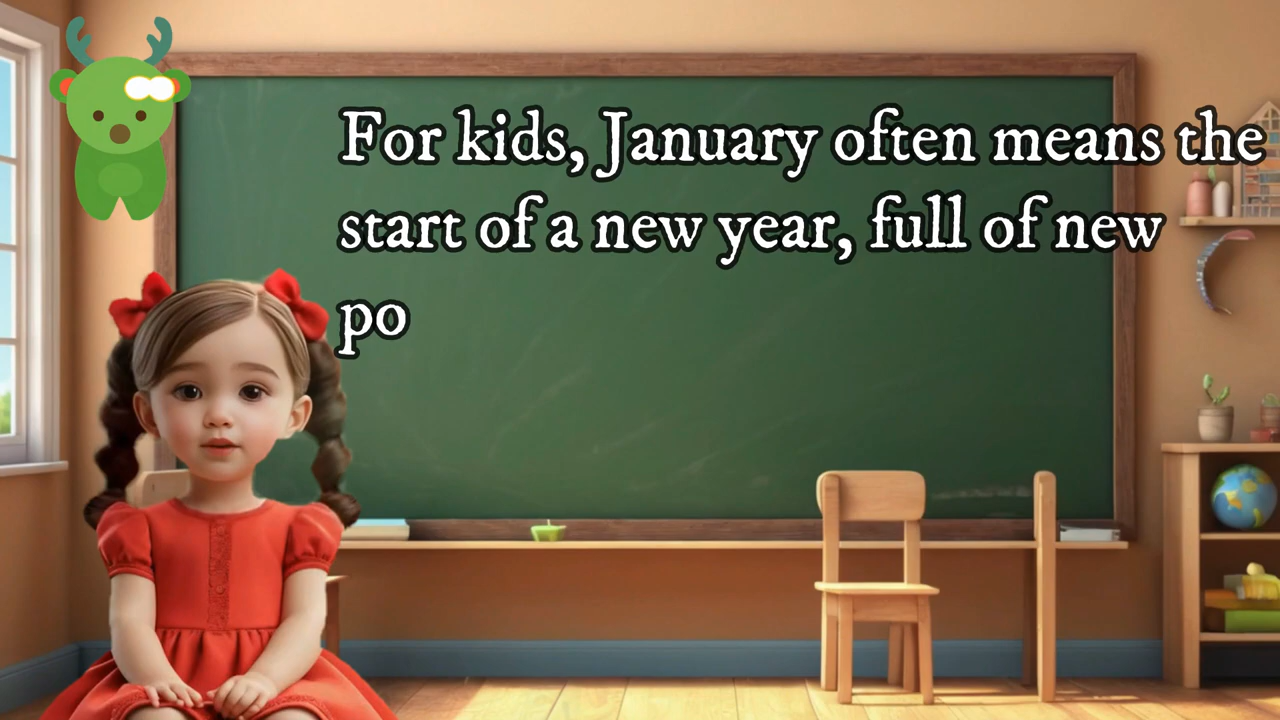 For kids, January often means the
start of a new year, full of new
po